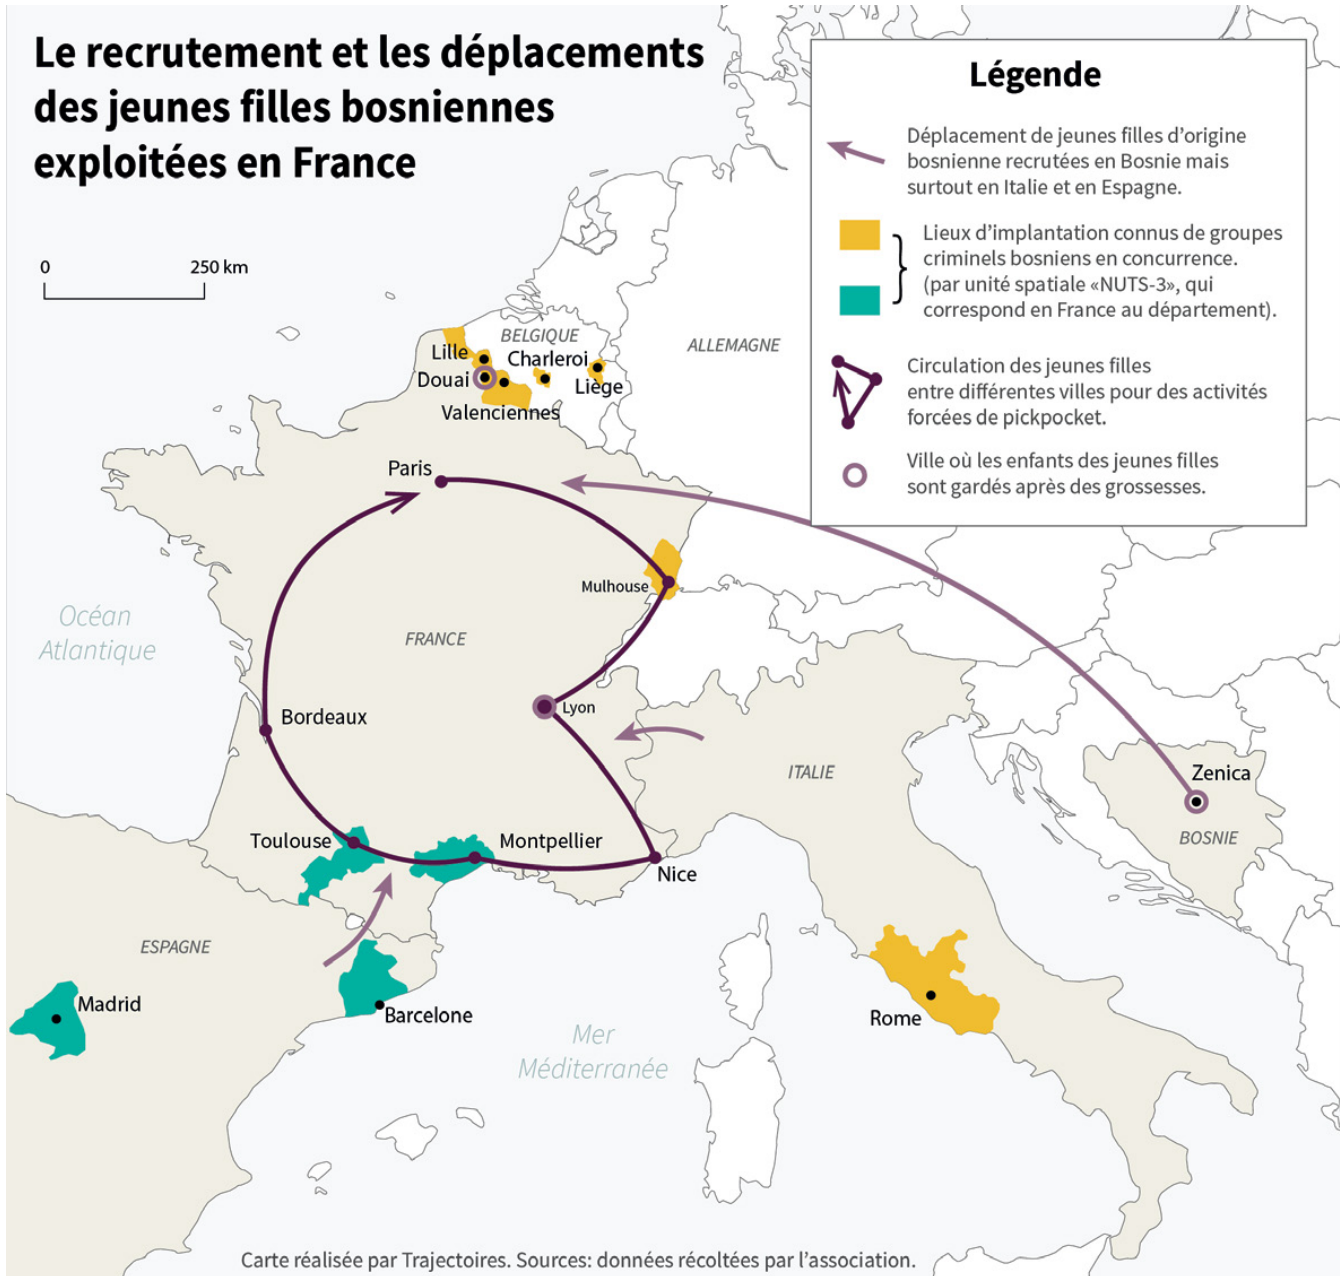 Le recrutement et les déplacements
des jeunes filles bosniennes
exploitées en France
0
250 km
Légende
Déplacement de jeunes filles d’origine
bosnienne recrutées en Bosnie mais
surtout en Italie et en Espagne.
Lieux d’implantation connus de groupes
criminels bosniens en concurrence.
(par unité spatiale «NUTS-3», qui
correspond en France au département).
Circulation des jeunes filles
entre différentes villes pour des activités
forcées de pickpocket.
Ville où les enfants des jeunes filles
sont gardés après des grossesses.
BELGIQUE
ALLEMAGNE
Lille
Charleroi
Douai
Liège
Valenciennes
Paris
Mulhouse
Océan
Atlantique
FRANCE
Lyon
Bordeaux
ITALIE
Zenica
BOSNIE
Toulouse
Montpellier
Nice
ESPAGNE
Madrid
Barcelone
Rome
Mer
Méditerranée
Carte réalisée par Trajectoires. Sources: données récoltées par l’association.